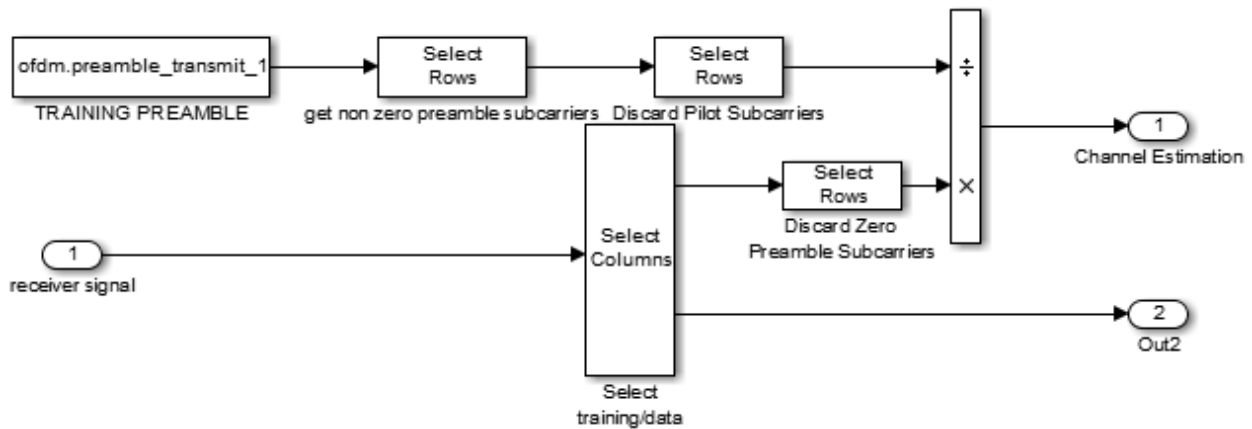 ofdm.preamble_transmit_1
TRAINING PREAMBLE
Select
Rows
get non zero preamble subcarriers
Select
Rows
Discard Pilot Subcarriers
÷
×
1
Channel Estimation
Select
Rows
Discard Zero
Preamble Subcarriers
1
receiver signal
Select
Columns
Select
training/data
2
Out2